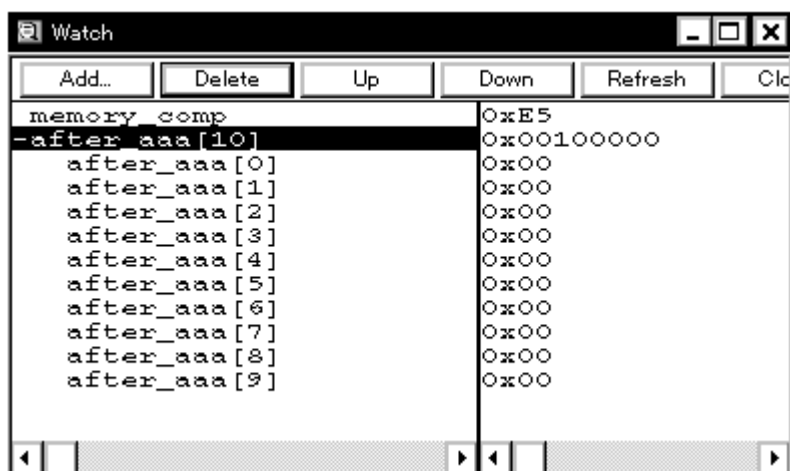 Watch
Add... Delete Up Down Refresh Clo
memory_comp 0xE5
-after_aaa[10] 0x00100000
after_aaa[0] 0x00
after_aaa[1] 0x00
after_aaa[2] 0x00
after_aaa[3] 0x00
after_aaa[4] 0x00
after_aaa[5] 0x00
after_aaa[6] 0x00
after_aaa[7] 0x00
after_aaa[8] 0x00
after_aaa[9] 0x00